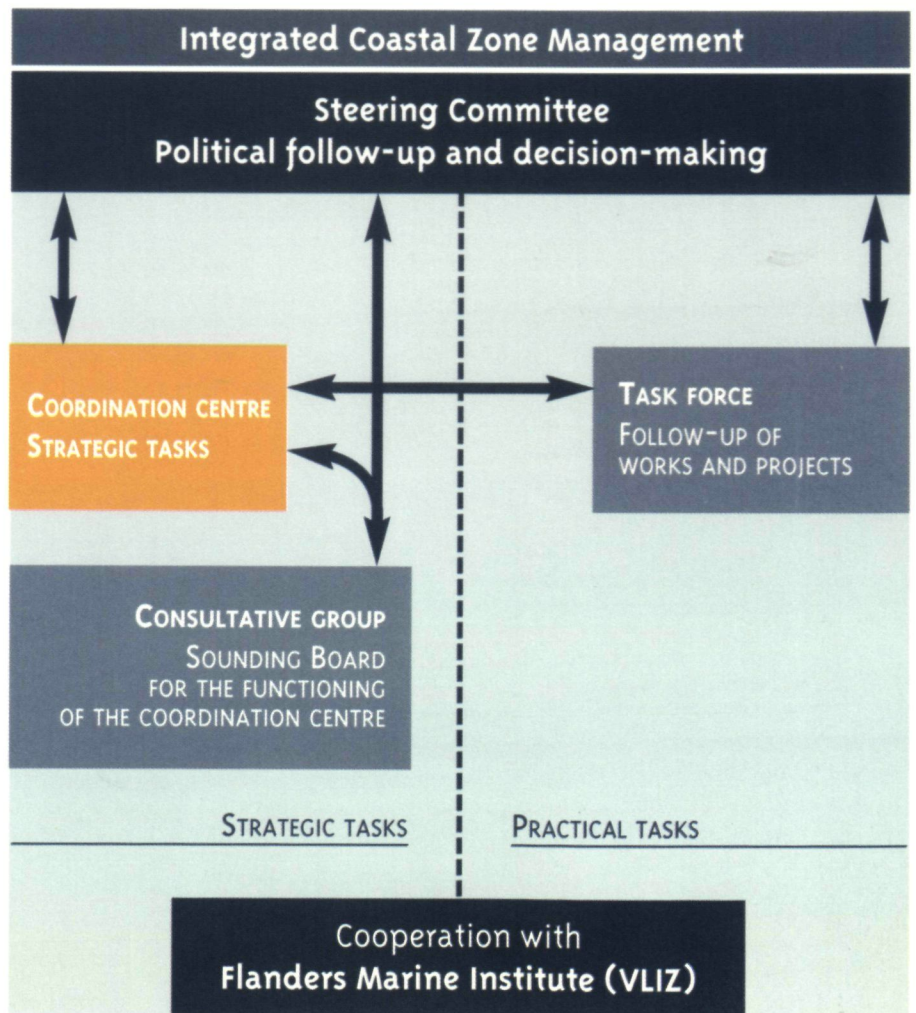 Integrated Coastal Zone Management
Steering Committee
Political follow-up and decision-making
COORDINATION CENTRE
STRATEGIC TASKS
TASK FORCE
FOLLOW-UP OF
WORKS AND PROJECTS
CONSULTATIVE GROUP
SOUNDING BOARD
FOR THE FUNCTIONING
OF THE COORDINATION CENTRE
STRATEGIC TASKS
PRACTICAL TASKS
Cooperation with
Flanders Marine Institute (VLIZ)